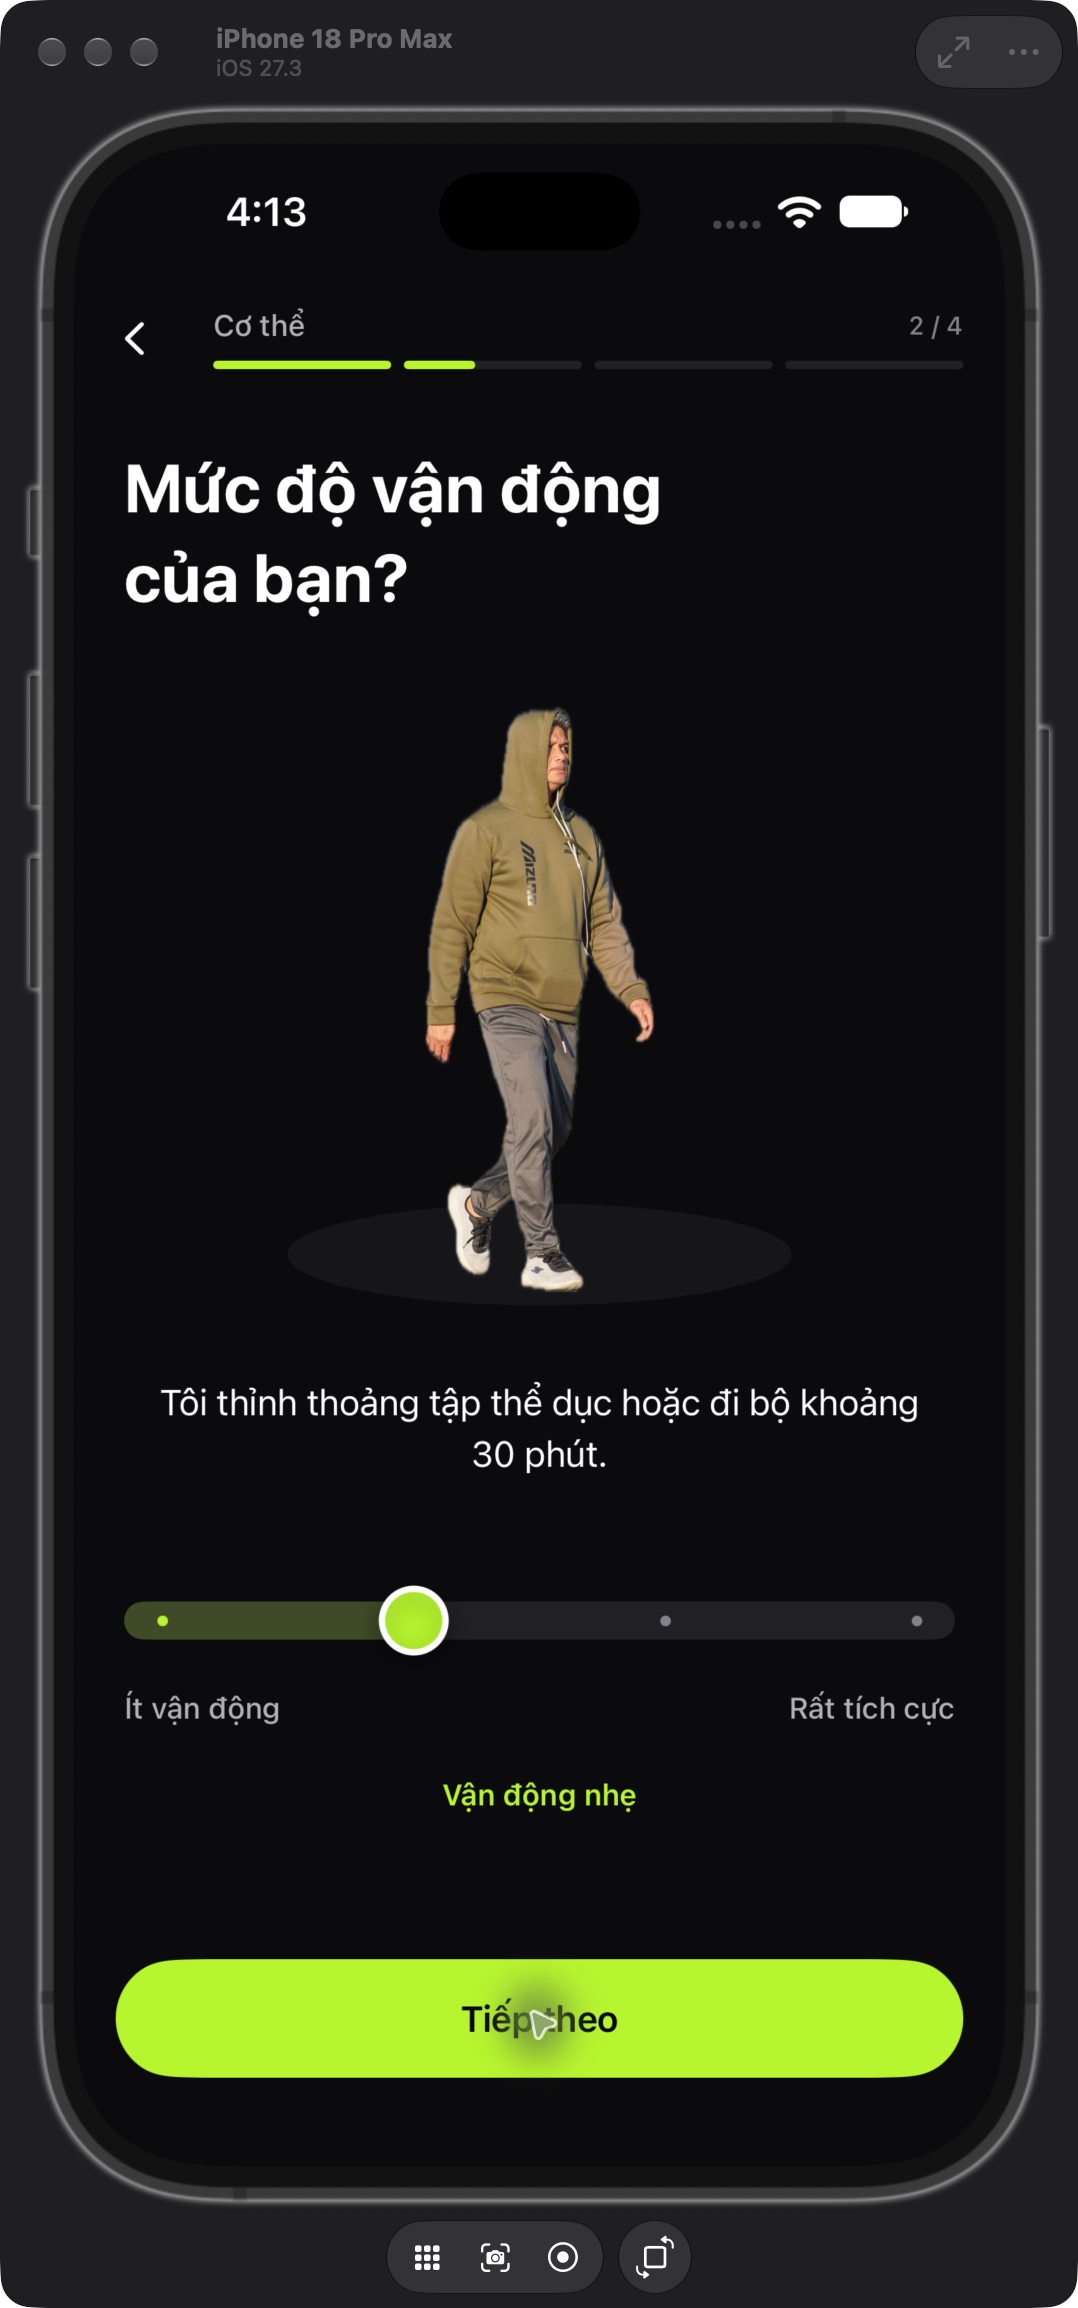 iPhone 18 Pro Max
iOS 27.3
4:13
Cơ thể
2 / 4
Mức độ vận động
của bạn?
Tôi thỉnh thoảng tập thể dục hoặc đi bộ khoảng
30 phút.
Ít vận động
Rất tích cực
Vận động nhẹ
Tiếp theo